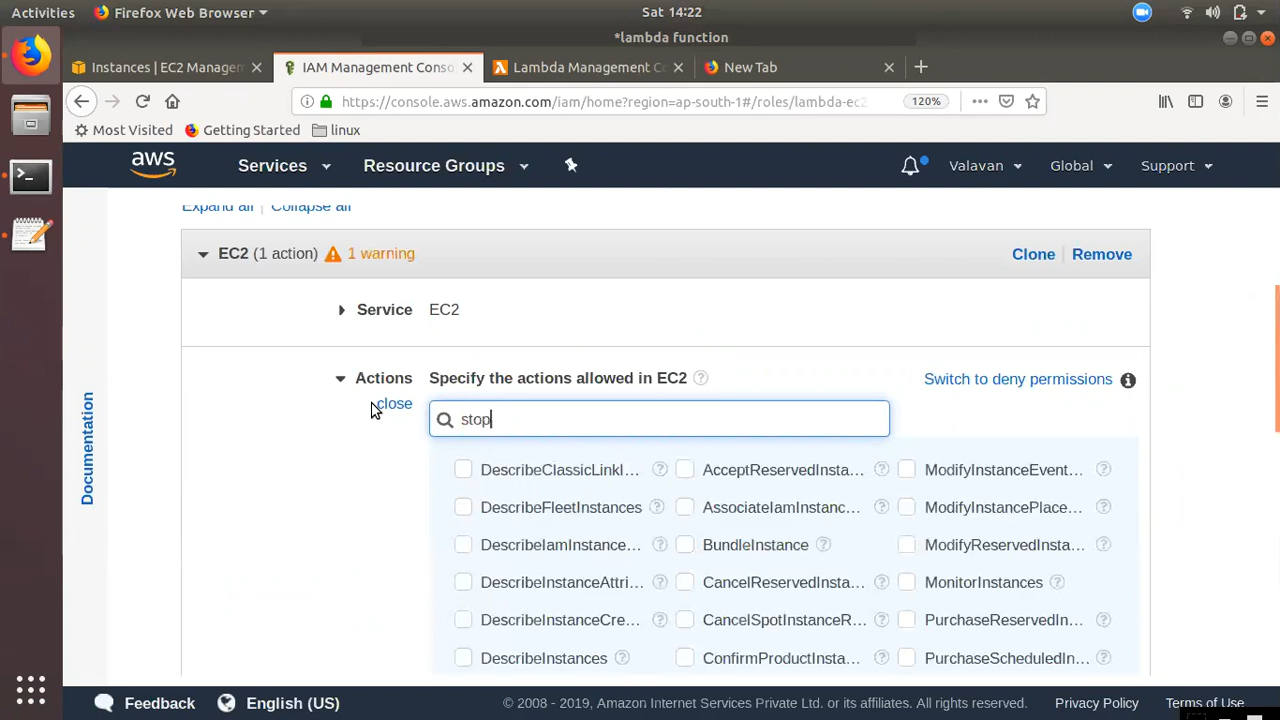 Activities Firefox Web Browser Sat 14:22
*lambda function
Instances | EC2 Managem IAM Management Conso Lambda Management Co New Tab
https://console.aws.amazon.com/iam/home?region=ap-south-1#/roles/lambda-ec2 120%
Most Visited Getting Started linux
aws Services Resource Groups Valavan Global Support
Expand all | Collapse all
EC2 (1 action) 1 warning Clone Remove
Service EC2
Actions Specify the actions allowed in EC2 Switch to deny permissions
close
stop
DescribeClassicLinkI... AcceptReservedInsta... ModifyInstanceEvent...
DescribeFleetInstances AssociateIamInstanc... ModifyInstancePlace...
DescribeIamInstance... BundleInstance ModifyReservedInsta...
DescribeInstanceAttri... CancelReservedInsta... MonitorInstances
DescribeInstanceCre... CancelSpotInstanceR... PurchaseReservedIn...
DescribeInstances ConfirmProductInsta... PurchaseScheduledIn...
Documentation
Feedback English (US) © 2008 - 2019, Amazon Internet Services Private Ltd. or its affiliates. All rights reserved. Privacy Policy Terms of Use